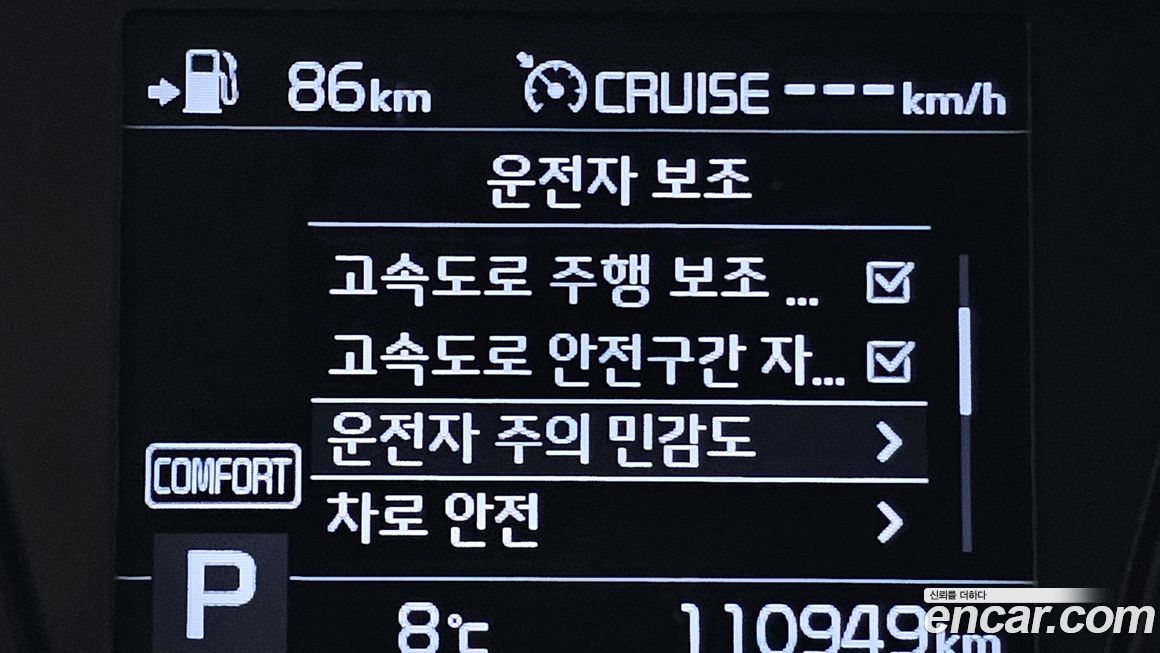 86km CRUISE ---km/h
운전자 보조
고속도로 주행 보조 ...
고속도로 안전구간 자...
운전자 주의 민감도
COMFORT
차로 안전
P
8℃ 110949km
신뢰를 더하다
encar.com